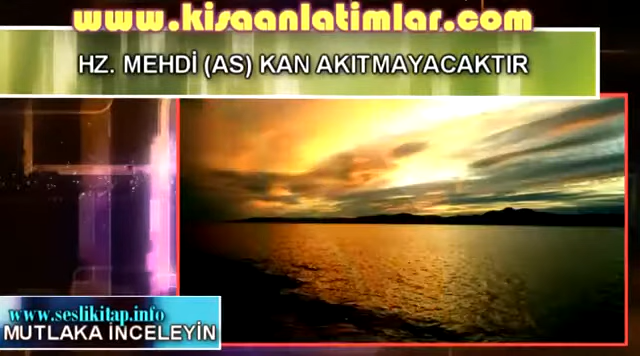 www.kisaanlatimlar.com
HZ. MEHDİ (AS) KAN AKITMAYACAKTIR
www.seslikitap.info
MUTLAKA İNCELEYİN